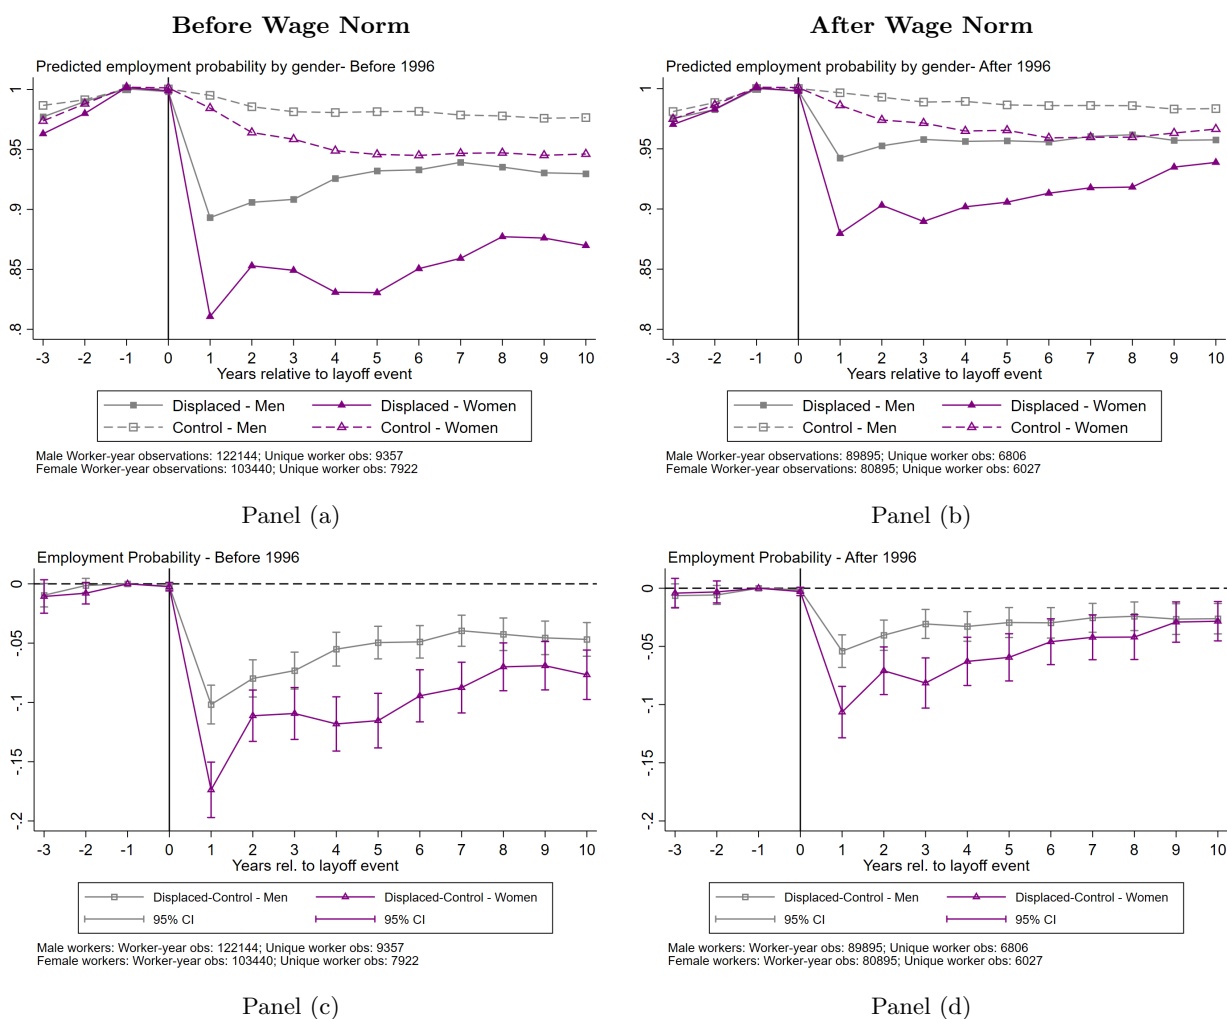 Before Wage Norm
After Wage Norm
Predicted employment probability by gender- Before 1996
1
.95
.9
.85
.8
-3 -2 -1 0 1 2 3 4 5 6 7 8 9 10
Years relative to layoff event
Displaced - Men Displaced - Women
Control - Men Control - Women
Male Worker-year observations: 122144; Unique worker obs: 9357
Female Worker-year observations: 103440; Unique worker obs: 7922
Panel (a)
Predicted employment probability by gender- After 1996
1
.95
.9
.85
.8
-3 -2 -1 0 1 2 3 4 5 6 7 8 9 10
Years relative to layoff event
Displaced - Men Displaced - Women
Control - Men Control - Women
Male Worker-year observations: 89895; Unique worker obs: 6806
Female Worker-year observations: 80895; Unique worker obs: 6027
Panel (b)
Employment Probability - Before 1996
0
-.05
-.1
-.15
-.2
-3 -2 -1 0 1 2 3 4 5 6 7 8 9 10
Years rel. to layoff event
Displaced-Control - Men Displaced-Control - Women
95% CI 95% CI
Male workers: Worker-year obs: 122144; Unique worker obs: 9357
Female workers: Worker-year obs: 103440; Unique worker obs: 7922
Panel (c)
Employment Probability - After 1996
0
-.05
-.1
-.15
-.2
-3 -2 -1 0 1 2 3 4 5 6 7 8 9 10
Years rel. to layoff event
Displaced-Control - Men Displaced-Control - Women
95% CI 95% CI
Male workers: Worker-year obs: 89895; Unique worker obs: 6806
Female workers: Worker-year obs: 80895; Unique worker obs: 6027
Panel (d)